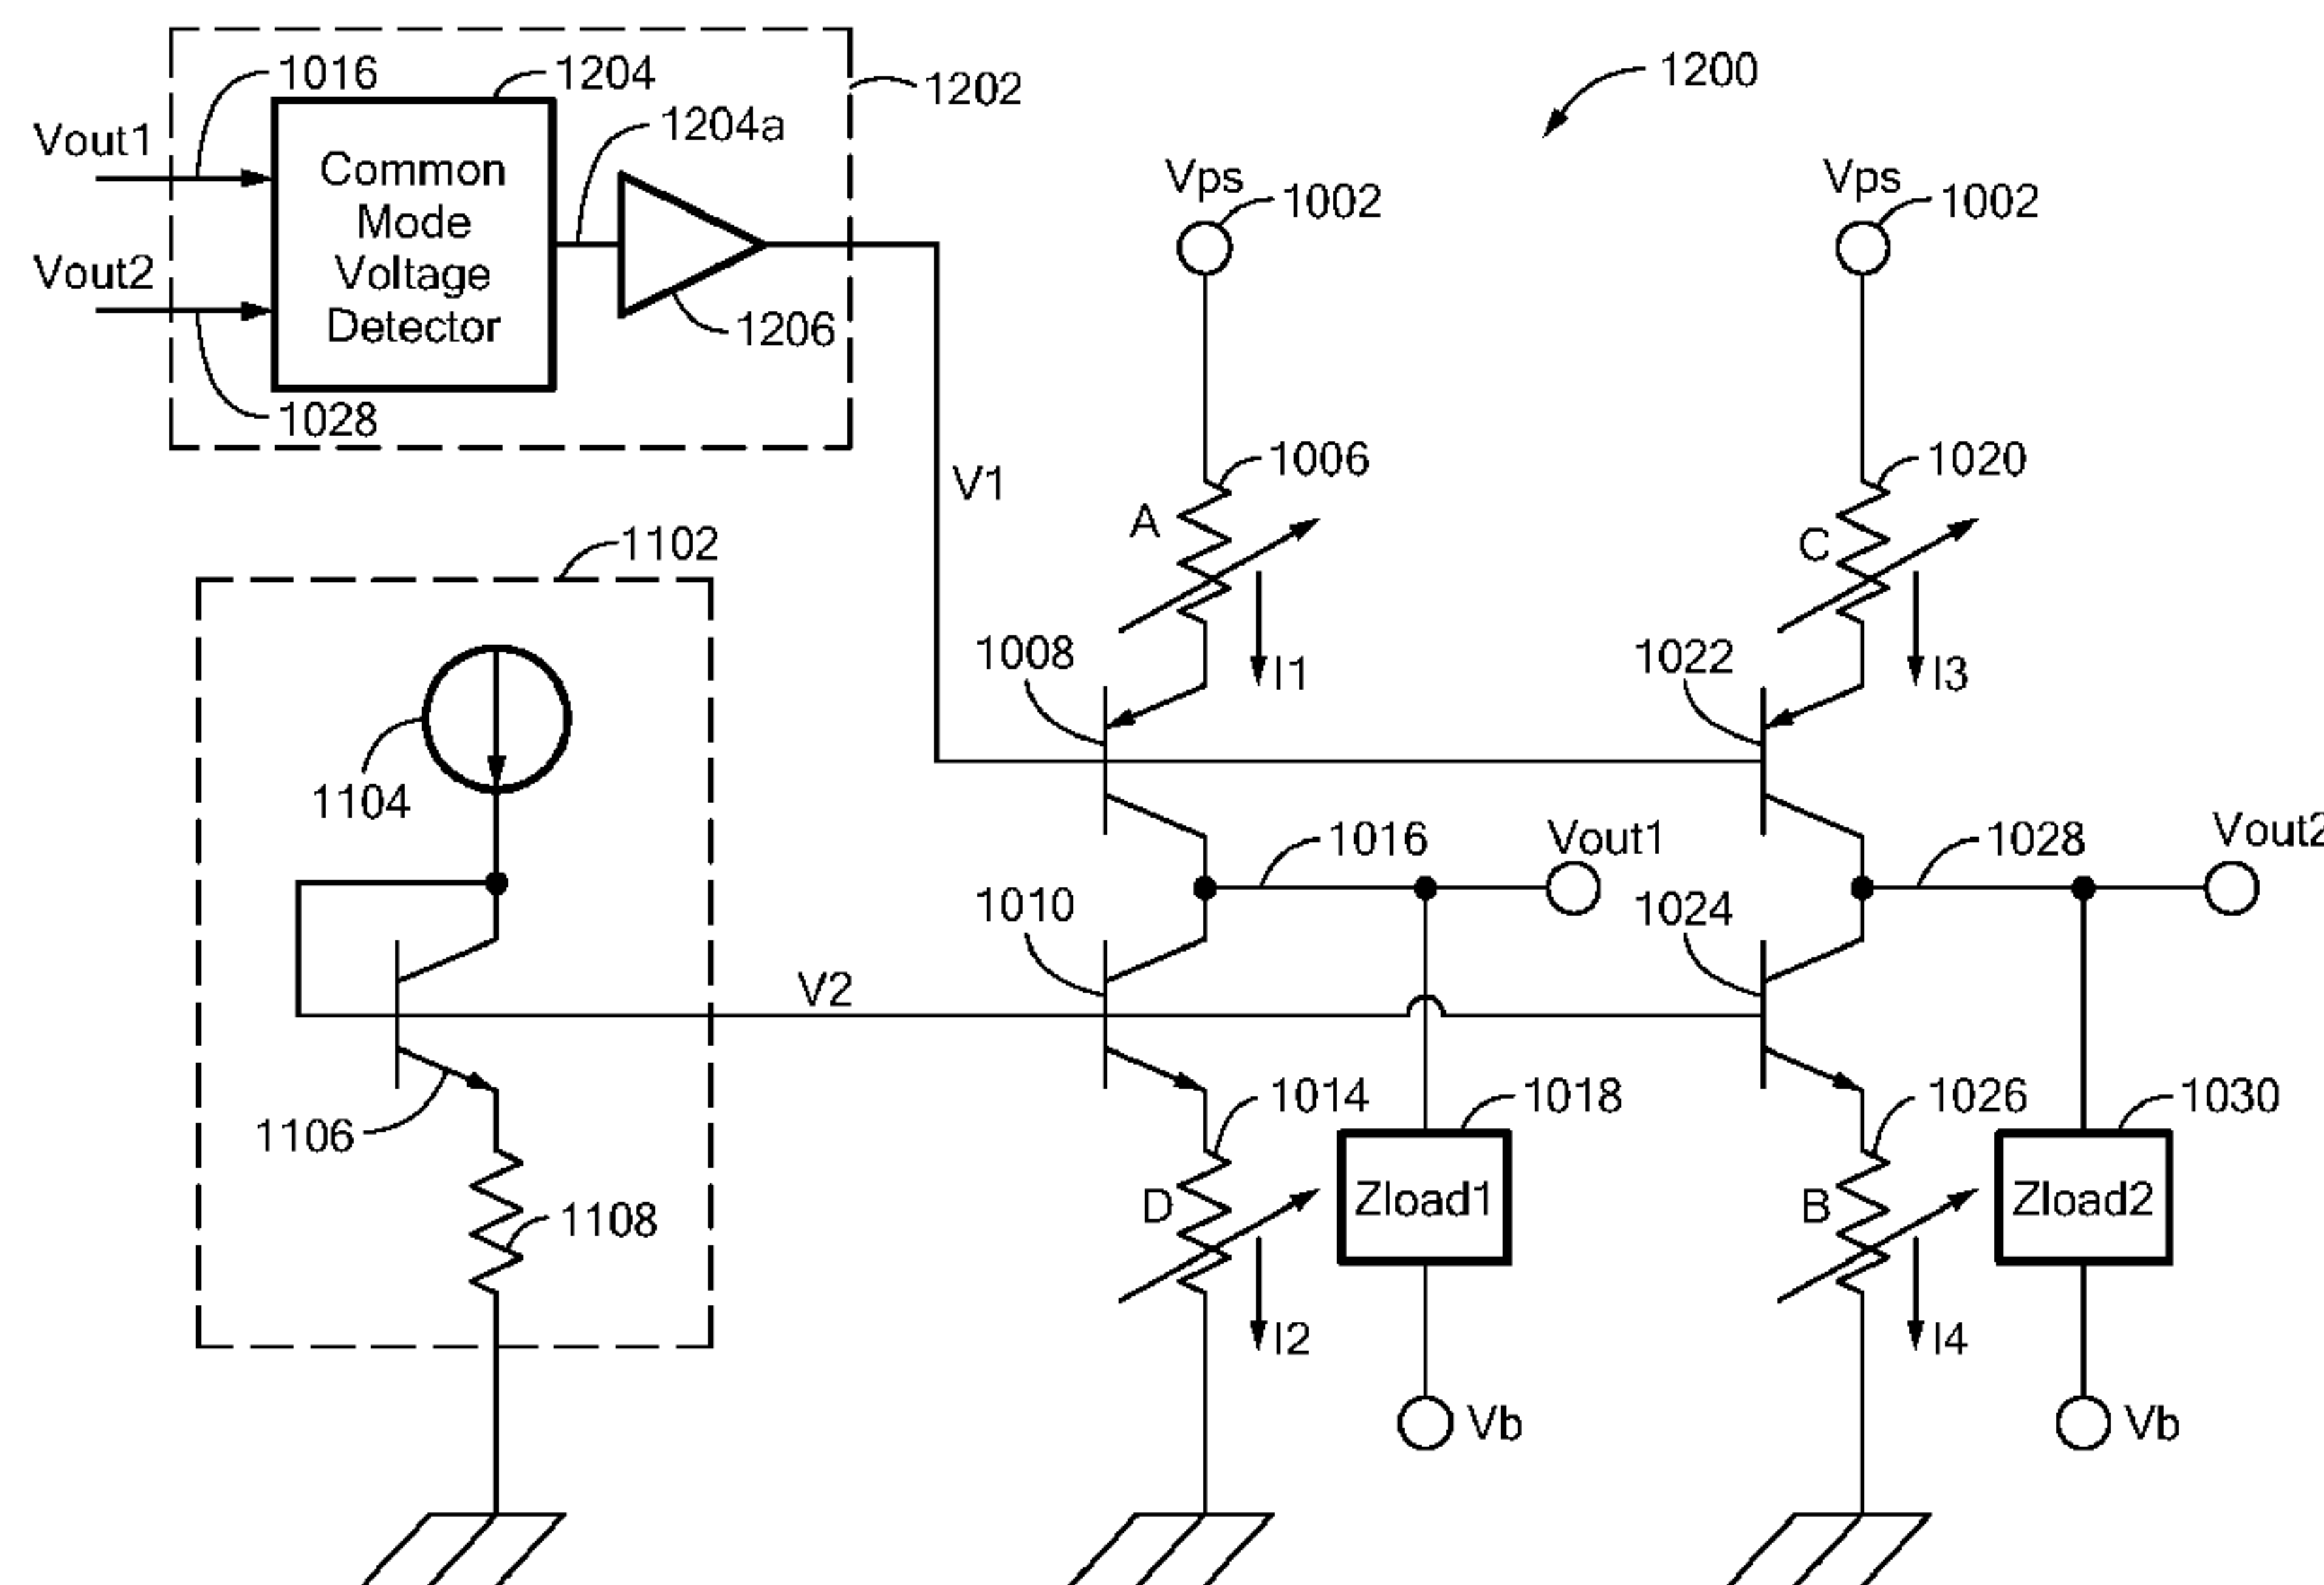 1200
1016
1204
1202
1204a
Vout1
Common
Mode
Voltage
Detector
Vout2
1206
1028
Vps
1002
Vps
1002
V1
1006
A
I1
1020
C
I3
1102
1104
1106
1108
1008
1022
1016
Vout1
1028
Vout2
1010
1024
V2
1014
D
I2
1018
Zload1
Vb
1026
B
I4
1030
Zload2
Vb